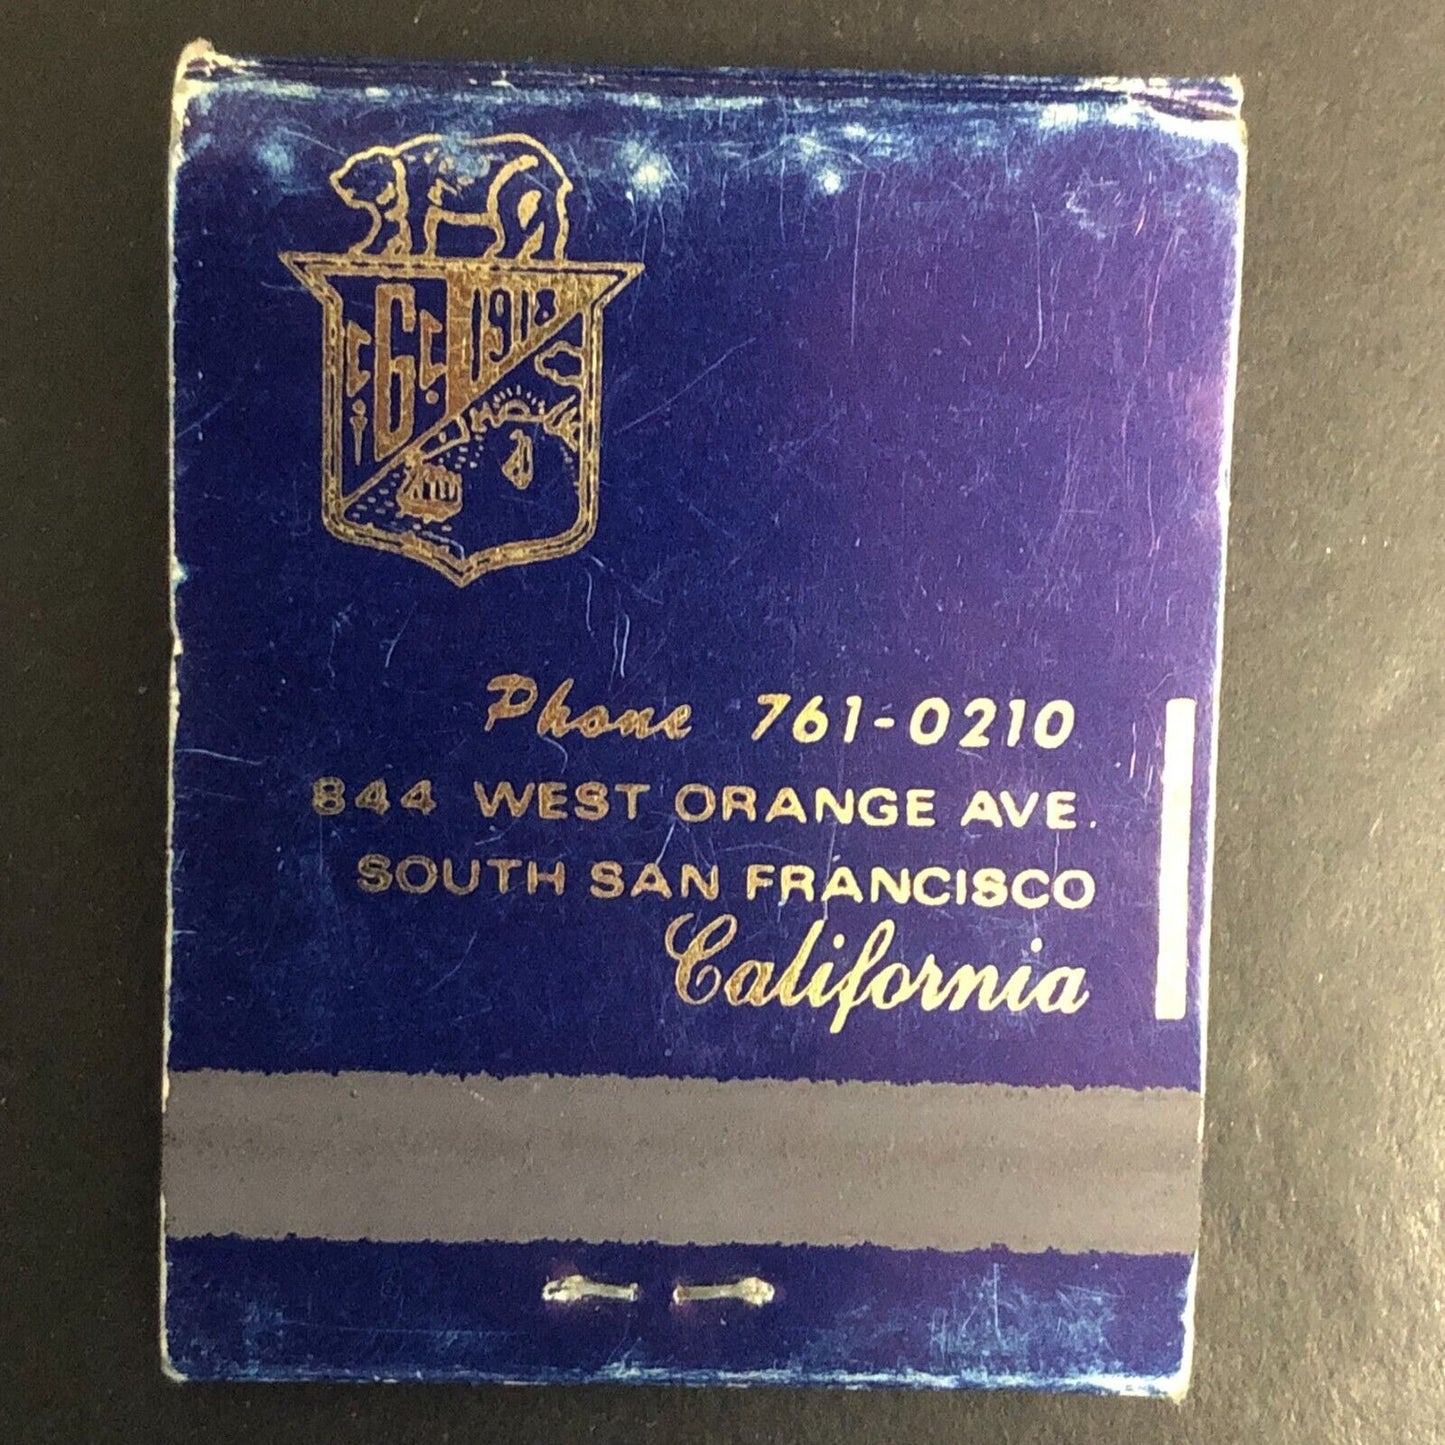 1918
Phone 761-0210
844 WEST ORANGE AVE.
SOUTH SAN FRANCISCO
California